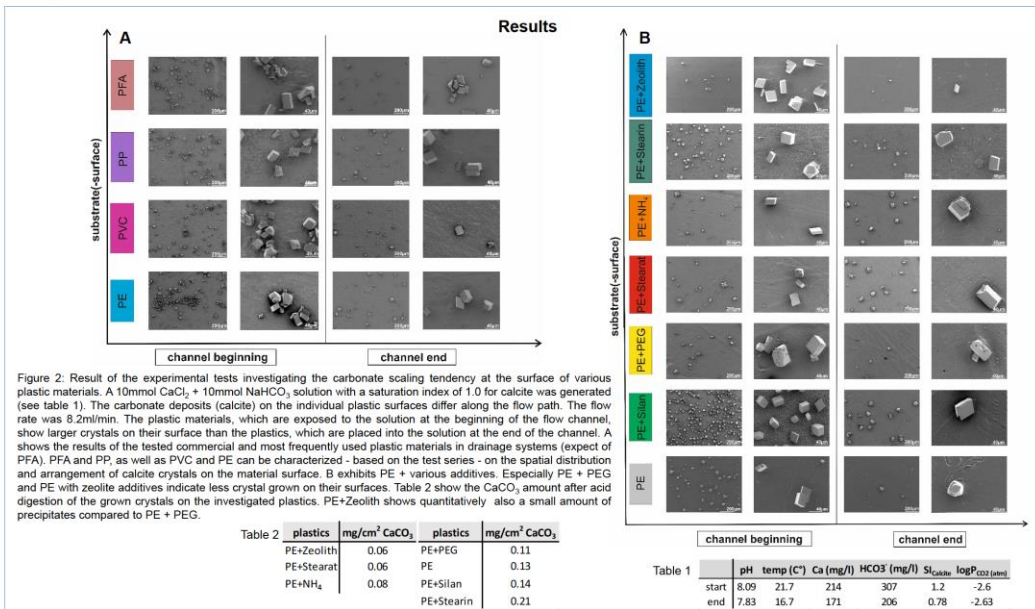 Results
A
B
substrate(-surface)
PFA
PP
PVC
PE
200µm
40µm
channel beginning
channel end
substrate(-surface)
PE+Zeolith
PE+Stearin
PE+NH₄
PE+Stearat
PE+PEG
PE+Silan
PE
channel beginning
channel end
Figure 2: Result of the experimental tests investigating the carbonate scaling tendency at the surface of various
plastic materials. A 10mmol CaCl₂ + 10mmol NaHCO₃ solution with a saturation index of 1.0 for calcite was generated
(see table 1). The carbonate deposits (calcite) on the individual plastic surfaces differ along the flow path. The flow
rate was 8.2ml/min. The plastic materials, which are exposed to the solution at the beginning of the flow channel,
show larger crystals on their surface than the plastics, which are placed into the solution at the end of the channel. A
shows the results of the tested commercial and most frequently used plastic materials in drainage systems (expect of
PFA). PFA and PP, as well as PVC and PE can be characterized - based on the test series - on the spatial distribution
and arrangement of calcite crystals on the material surface. B exhibits PE + various additives. Especially PE + PEG
and PE with zeolite additives indicate less crystal grown on their surfaces. Table 2 show the CaCO₃ amount after acid
digestion of the grown crystals on the investigated plastics. PE+Zeolith shows quantitatively also a small amount of
precipitates compared to PE + PEG.
Table 2
plastics mg/cm² CaCO₃ plastics mg/cm² CaCO₃
PE+Zeolith 0.06 PE+PEG 0.11
PE+Stearat 0.06 PE 0.13
PE+NH₄ 0.08 PE+Silan 0.14
PE+Stearin 0.21
Table 1
pH temp (C°) Ca (mg/l) HCO3⁻ (mg/l) SI Calcite logP CO2 (atm)
start 8.09 21.7 214 307 1.2 -2.6
end 7.83 16.7 171 206 0.78 -2.63